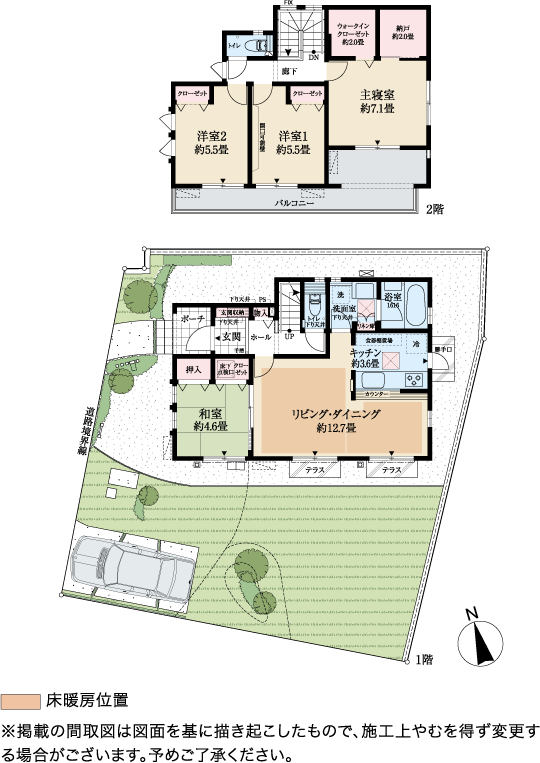 FIX
ウォークイン
クローゼット
約2.0畳
納戸
約2.0畳
トイレ
DN
廊下
クローゼット
クローゼット
主寝室
約7.1畳
洋室2
約5.5畳
洋室1
約5.5畳
バルコニー
2階
下り天井
PS
玄関収納
物入
下り天井
ポーチ
玄関
ホール
手摺
UP
トイレ
下り天井
洗
洗面室
下り天井
リネン庫
浴室
1616
食器棚置場
冷
キッチン
約3.6畳
勝手口
カウンター
押入
床下
点検口
クロー
ゼット
和室
約4.6畳
リビング・ダイニング
約12.7畳
テラス
テラス
道路境界線
N
1階
床暖房位置
※掲載の間取図は図面を基に描き起こしたもので、施工上やむを得ず変更す
る場合がございます。予めご了承ください。